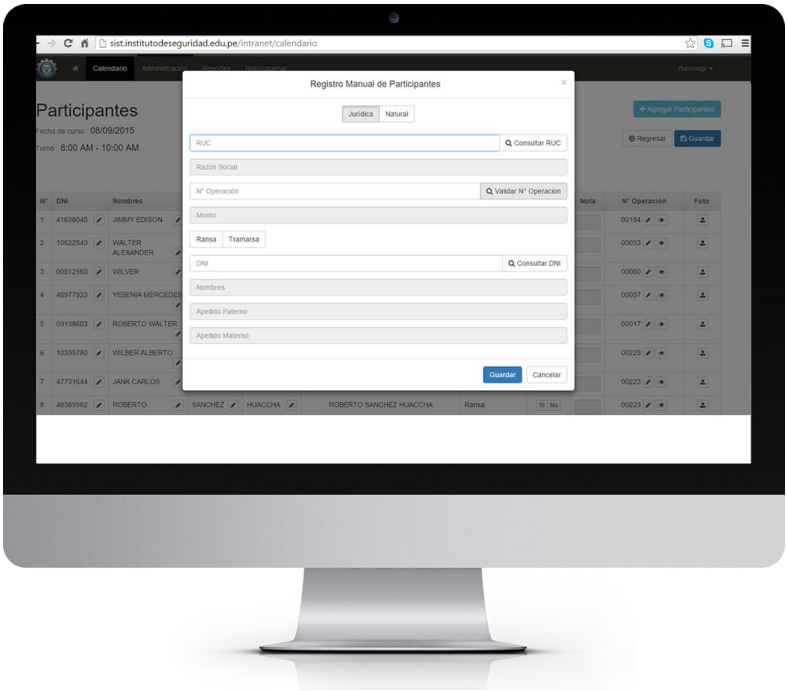 sist.institutodeseguridad.edu.pe/intranet/calendario
Calendario Administración Reportes Reprogramar
rberrospi
Registro Manual de Participantes ×
Jurídica Natural
RUC Consultar RUC
Razón Social
N° Operación Validar N° Operacion
Monto
Ransa Tramarsa
DNI Consultar DNI
Nombres
Apellido Paterno
Apellido Materno
Guardar Cancelar
Participantes
+ Agregar Participantes
Fecha de curso : 08/09/2015
Turno : 8:00 AM - 10:00 AM
Regresar Guardar
N° DNI Nombres Nota N° Operación Foto
1 41638045 JIMMY EDISON 00194
2 10622543 WALTER ALEXANDER 00053
3 00512560 WILVER 00060
4 46977923 YESENIA MERCEDES 00057
5 09138603 ROBERTO WALTER 00017
6 10355780 WILBER ALBERTO 00223
7 47731644 JANK CARLOS 00223
8 48389982 ROBERTO SANCHEZ HUACCHA ROBERTO SANCHEZ HUACCHA Ransa Si No 00223